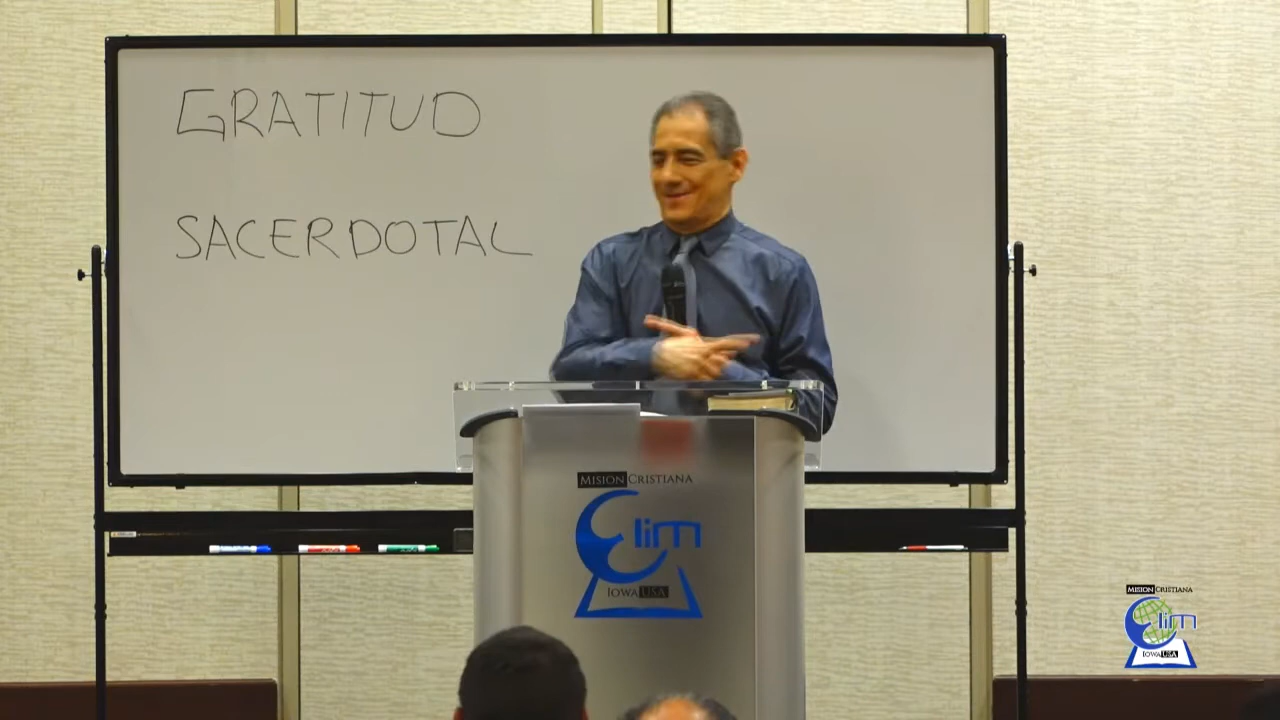 GRATITUD
SACERDOTAL
MISION CRISTIANA
Elim
IOWA USA
MISION CRISTIANA
Elim
IOWA USA